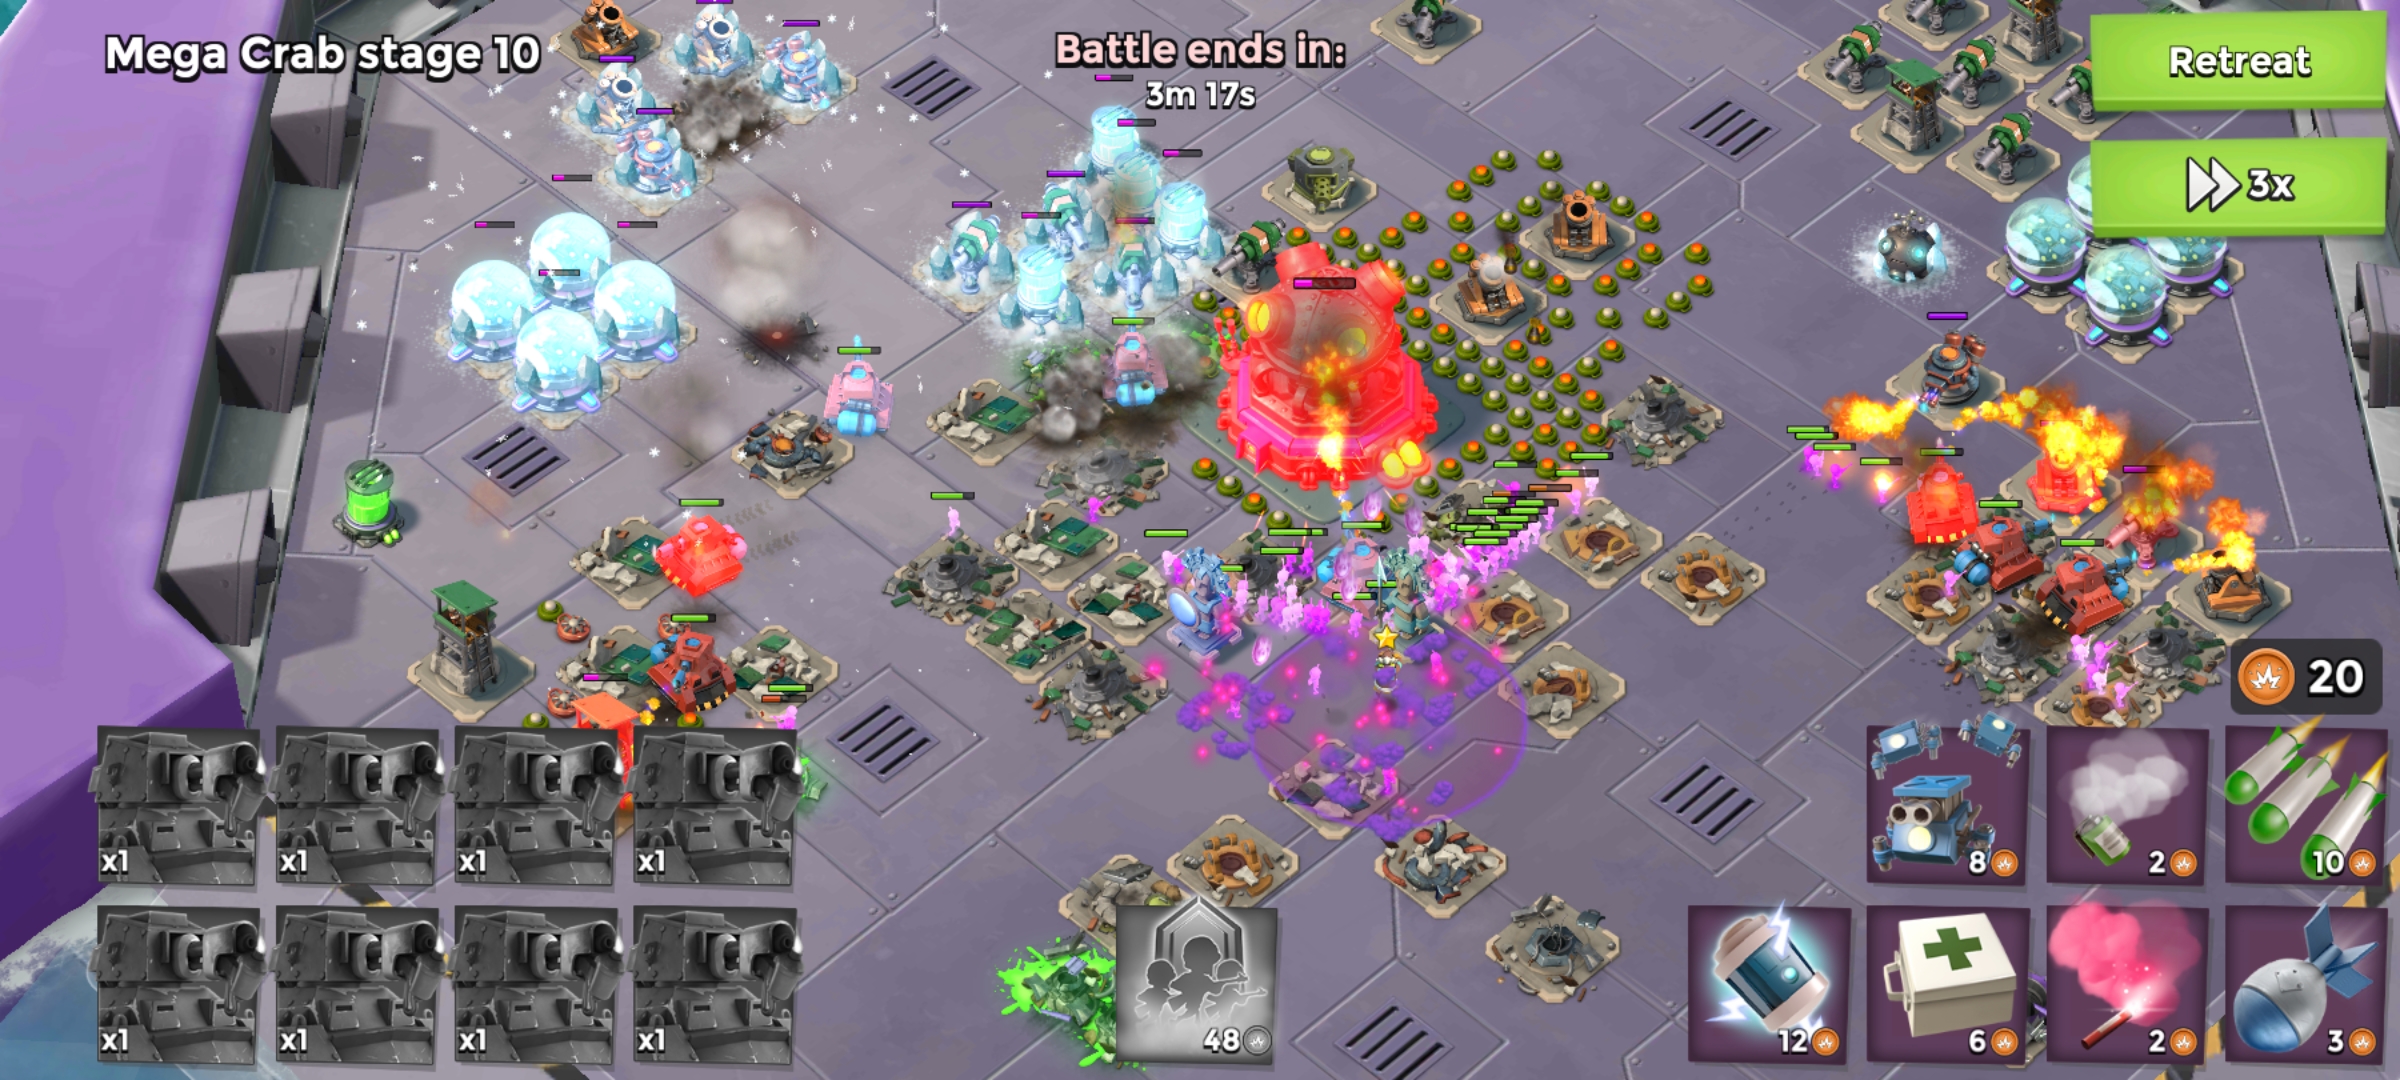 Mega Crab stage 10
Battle ends in:
3m 17s
Retreat
3x
20
x1
x1
x1
x1
8
2
10
x1
x1
x1
x1
48
12
6
2
3